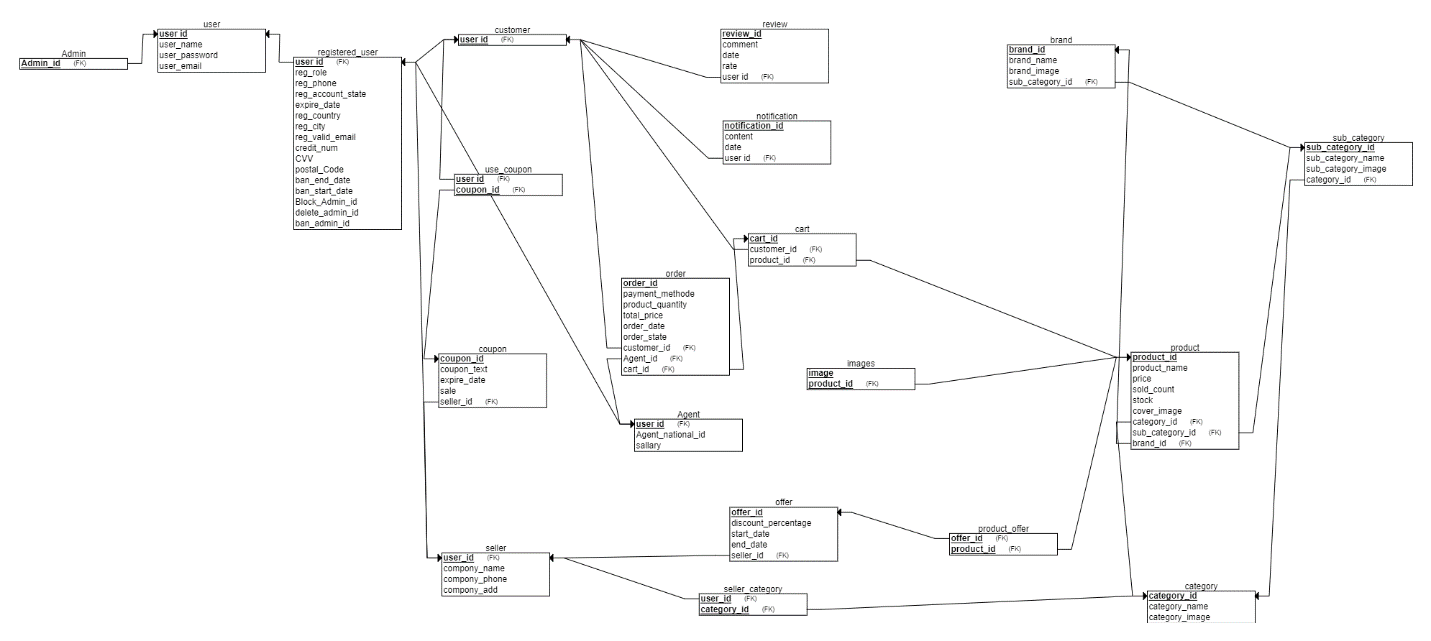 user
user id
user_name
user_password
user_email
Admin
Admin_id (FK)
registered_user
user id (FK)
reg_role
reg_phone
reg_account_state
expire_date
reg_country
reg_city
reg_valid_email
credit_num
CVV
postal_Code
ban_end_date
ban_start_date
Block_Admin_id
delete_admin_id
ban_admin_id
customer
user id (FK)
review
review_id
comment
date
rate
user id (FK)
notification
notification_id
content
date
user id (FK)
brand
brand_id
brand_name
brand_image
sub_category_id (FK)
sub_category
sub_category_id
sub_category_name
sub_category_image
category_id (FK)
use_coupon
user id (FK)
coupon_id (FK)
cart
cart_id
customer_id (FK)
product_id (FK)
order
order_id
payment_methode
product_quantity
total_price
order_date
order_state
customer_id (FK)
Agent_id (FK)
cart_id (FK)
coupon
coupon_id
coupon_text
expire_date
sale
seller_id (FK)
images
image
product_id (FK)
product
product_id
product_name
price
sold_count
stock
cover_image
category_id (FK)
sub_category_id (FK)
brand_id (FK)
Agent
user id (FK)
Agent_national_id
sallary
offer
offer_id
discount_percentage
start_date
end_date
seller_id (FK)
product_offer
offer_id (FK)
product_id (FK)
seller
user_id (FK)
compony_name
compony_phone
compony_add
seller_category
user_id (FK)
category_id (FK)
category
category_id
category_name
category_image